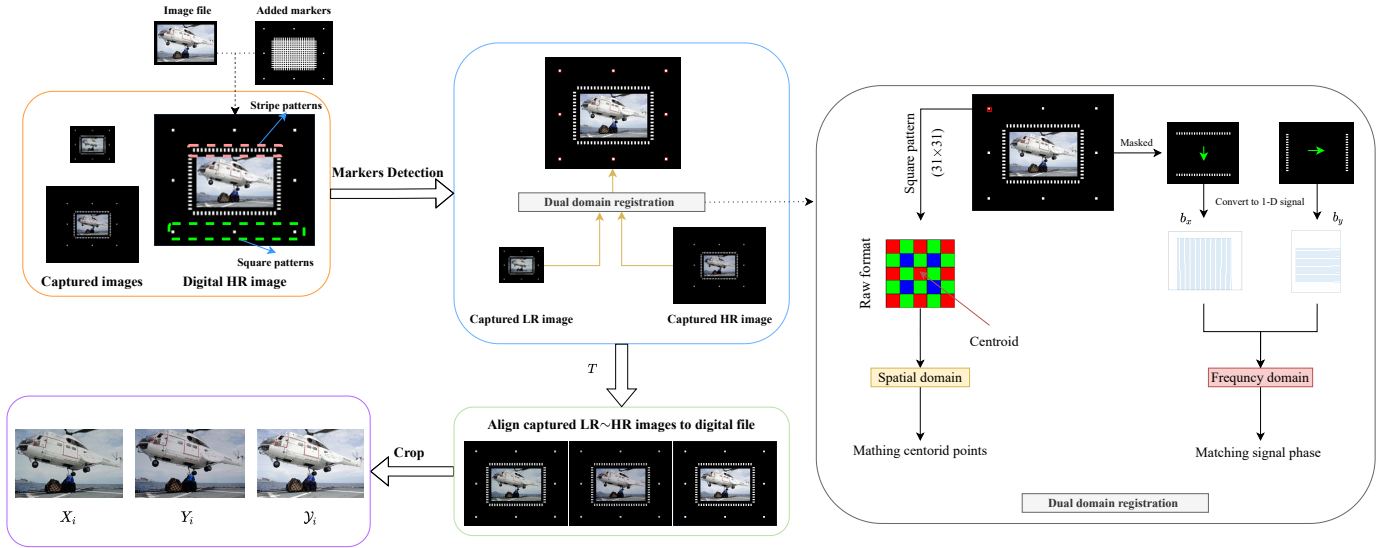 Image file
Added markers
Stripe patterns
Square patterns
Captured images
Digital HR image
Markers Detection
Dual domain registration
Captured LR image
Captured HR image
T
Align captured LR~HR images to digital file
Crop
X_i
Y_i
𝒴_i
Square pattern
(31×31)
Masked
Convert to 1-D signal
b_x
b_y
Raw format
Centroid
Spatial domain
Frequncy domain
Mathing centorid points
Matching signal phase
Dual domain registration